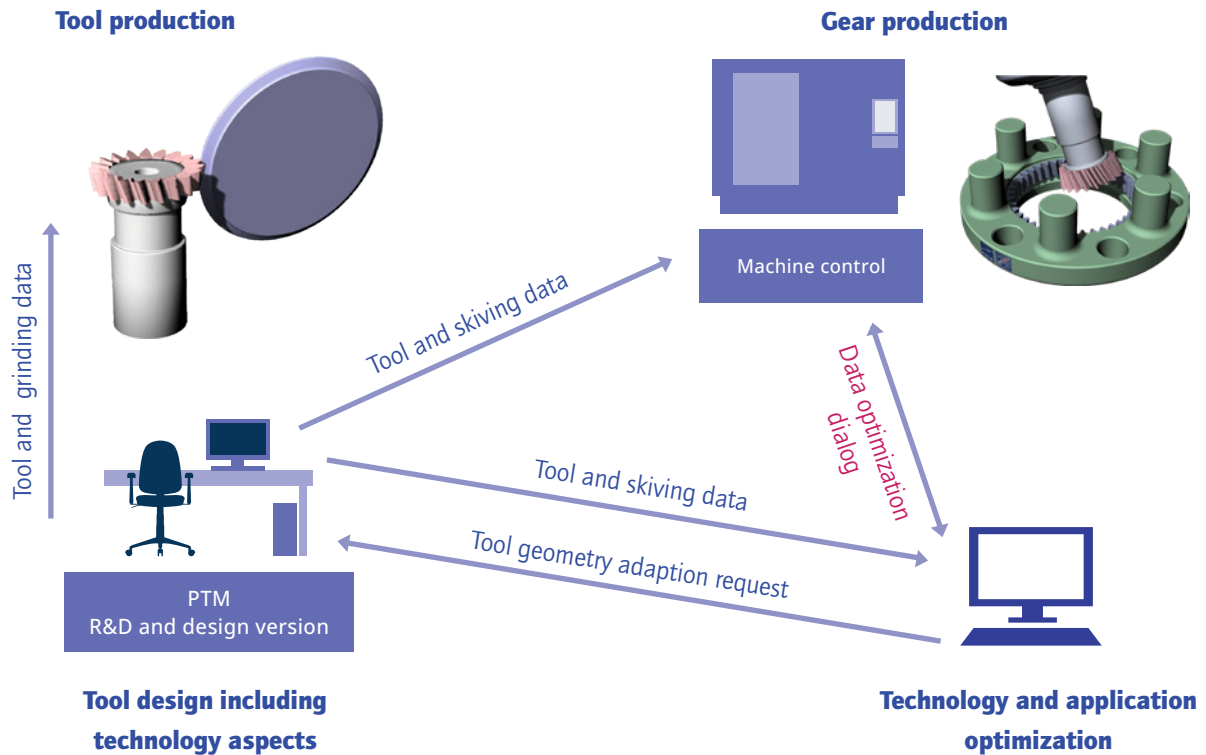 Tool production
Gear production
Machine control
Tool and grinding data
Tool and skiving data
Data optimization
dialog
Tool and skiving data
Tool geometry adaption request
PTM
R&D and design version
Tool design including
technology aspects
Technology and application
optimization